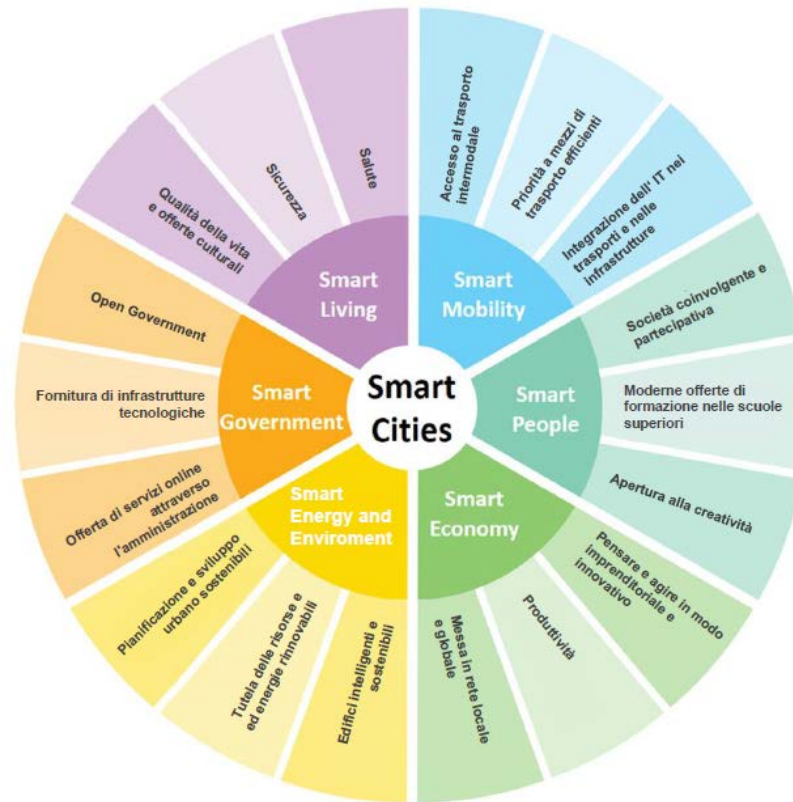 Smart
Cities
Smart
Mobility
Accesso al trasporto
intermodale
Priorità a mezzi di
trasporto efficienti
Integrazione dell' IT nei
trasporti e nelle
infrastrutture
Smart
People
Società coinvolgente e
partecipativa
Moderne offerte di
formazione nelle scuole
superiori
Apertura alla creatività
Smart
Economy
Pensare e agire in modo
imprenditoriale e
innovativo
Produttività
Messa in rete locale
e globale
Smart
Energy and
Enviroment
Edifici intelligenti e
sostenibili
Tutela delle risorse e
ed energie rinnovabili
Pianificazione e sviluppo
urbano sostenibili
Smart
Government
Offerta di servizi online
attraverso
l'amministrazione
Fornitura di infrastrutture
tecnologiche
Open Government
Smart
Living
Qualità della vita
e offerte culturali
Sicurezza
Salute